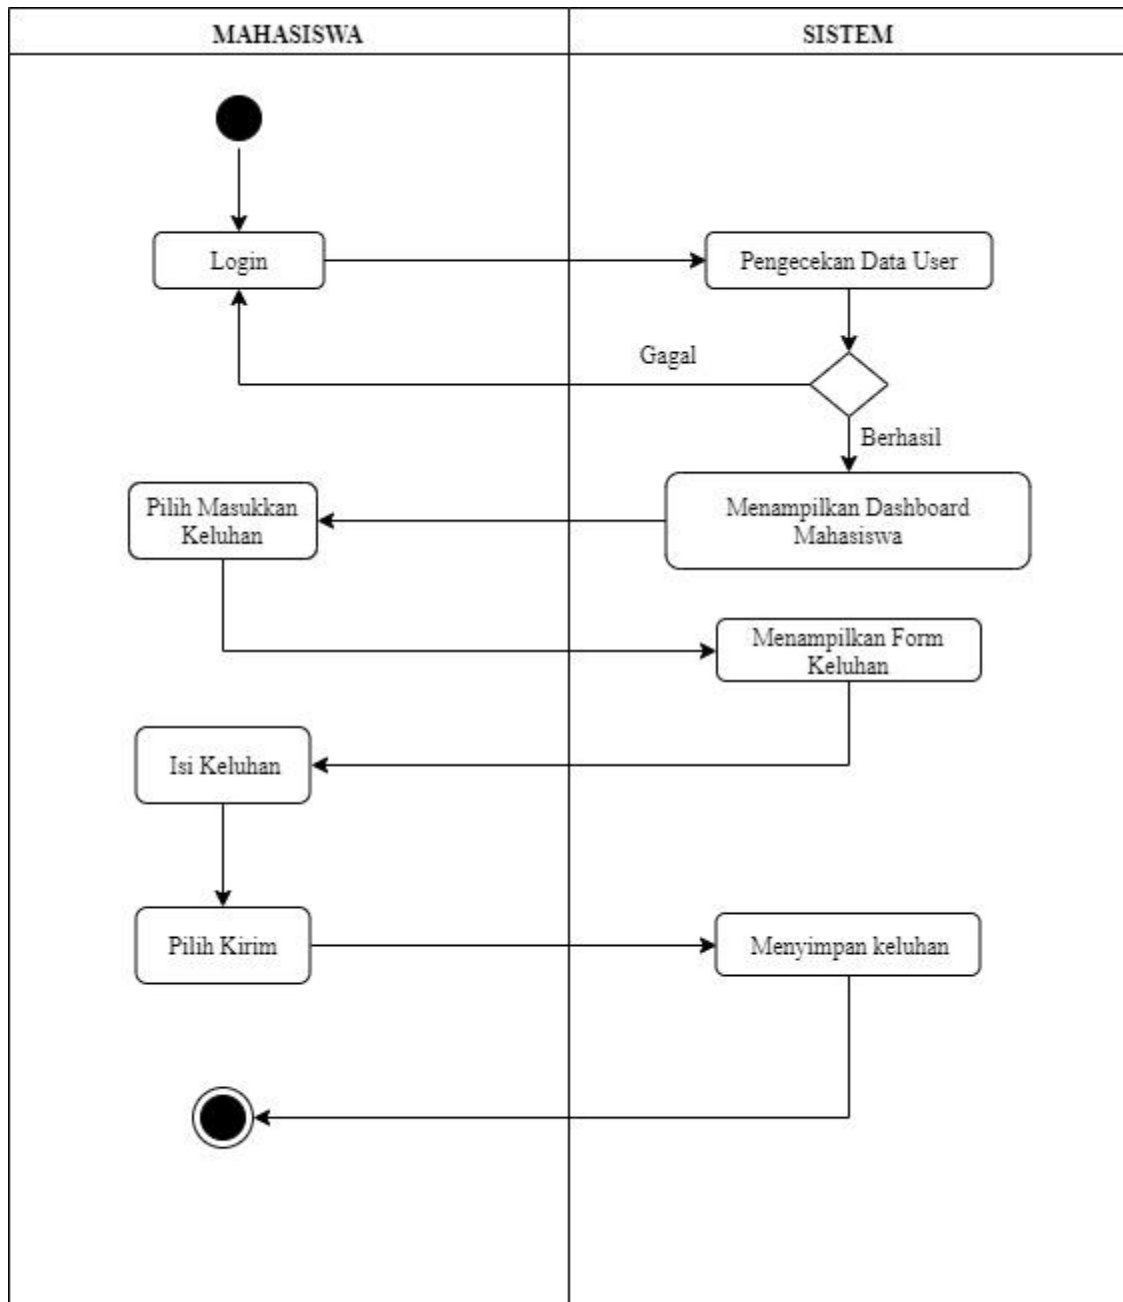 MAHASISWA
SISTEM
Login
Pengecekan Data User
Gagal
Berhasil
Pilih Masukkan
Keluhan
Menampilkan Dashboard
Mahasiswa
Menampilkan Form
Keluhan
Isi Keluhan
Pilih Kirim
Menyimpan keluhan